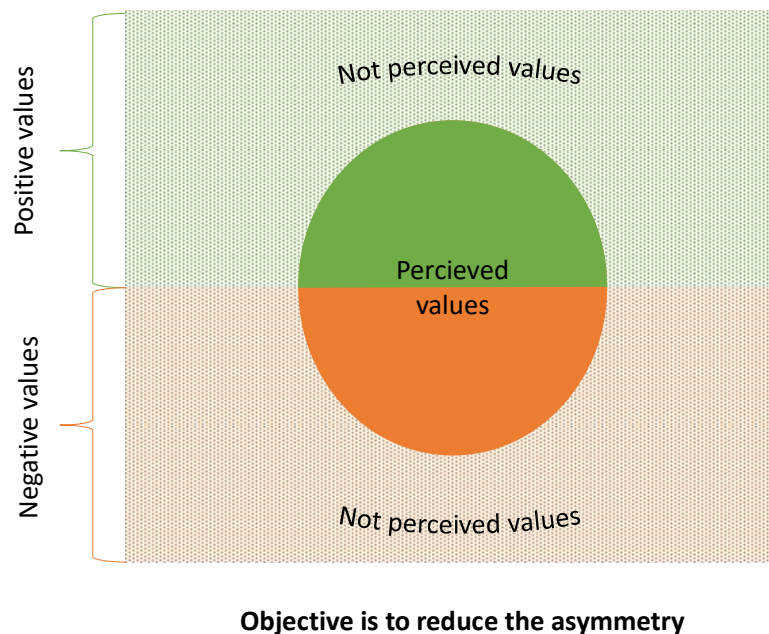 Positive values
Not perceived values
Percieved
values
Negative values
Not perceived values
Objective is to reduce the asymmetry